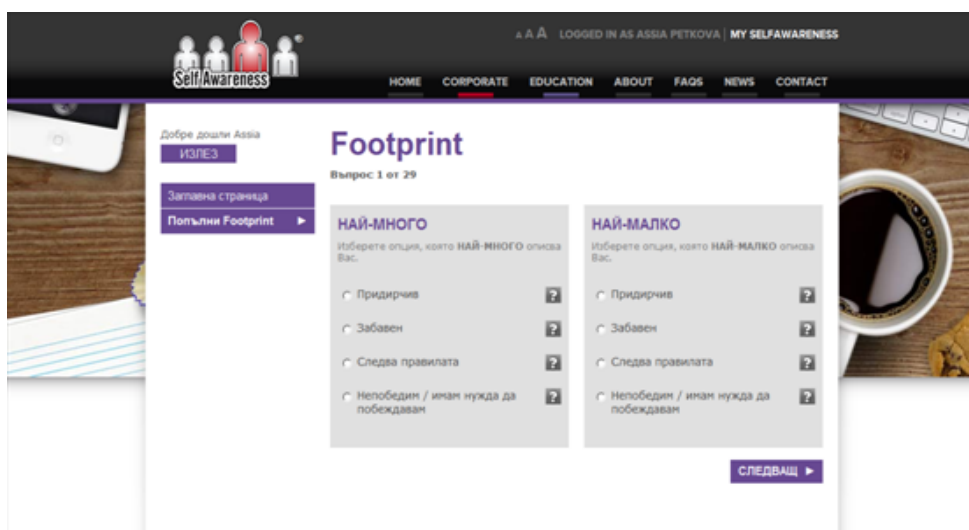 A A A LOGGED IN AS ASSIA PETKOVA | MY SELFAWARENESS
Self Awareness
HOME CORPORATE EDUCATION ABOUT FAQS NEWS CONTACT
Добре дошли Assia
ИЗЛЕЗ
Заглавна страница
Попълни Footprint
Footprint
Въпрос 1 от 29
НАЙ-МНОГО
Изберете опция, която НАЙ-МНОГО описва
Вас.
Придирчив ?
Забавен ?
Следва правилата ?
Непобедим / имам нужда да ?
побеждавам
НАЙ-МАЛКО
Изберете опция, която НАЙ-МАЛКО описва
Вас.
Придирчив ?
Забавен ?
Следва правилата ?
Непобедим / имам нужда да ?
побеждавам
СЛЕДВАЩ